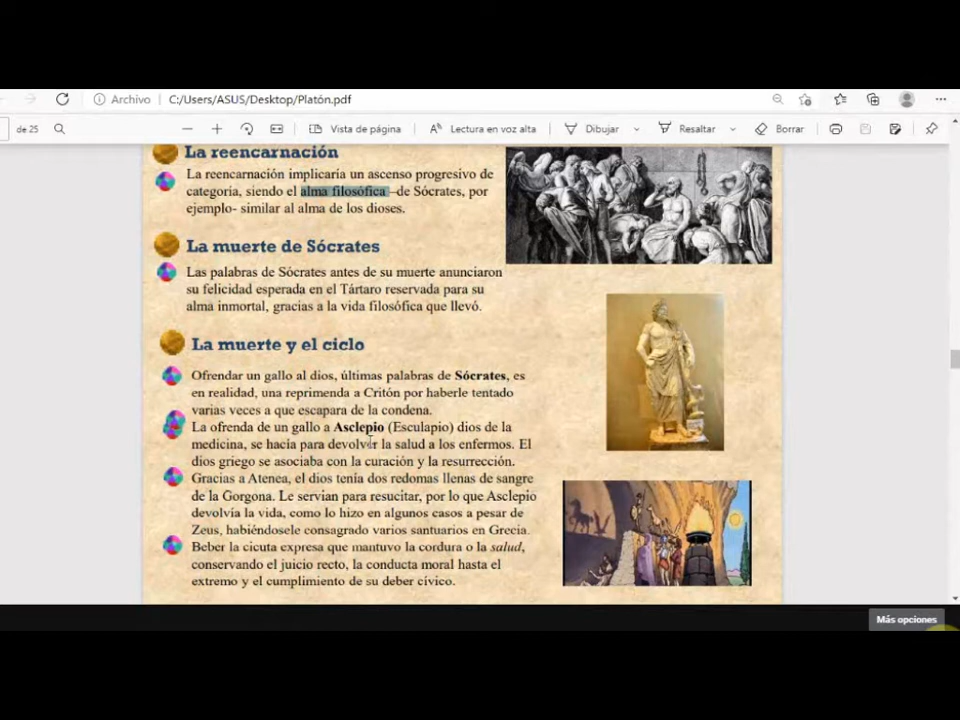 Archivo
C:/Users/ASUS/Desktop/Platón.pdf
de 25
Vista de página
Lectura en voz alta
Dibujar
Resaltar
Borrar
La reencarnación
La reencarnación implicaría un ascenso progresivo de
categoría, siendo el alma filosófica –de Sócrates, por
ejemplo- similar al alma de los dioses.
La muerte de Sócrates
Las palabras de Sócrates antes de su muerte anunciaron
su felicidad esperada en el Tártaro reservada para su
alma inmortal, gracias a la vida filosófica que llevó.
La muerte y el ciclo
Ofrendar un gallo al dios, últimas palabras de Sócrates, es
en realidad, una reprimenda a Critón por haberle tentado
varias veces a que escapara de la condena.
La ofrenda de un gallo a Asclepio (Esculapio) dios de la
medicina, se hacía para devolver la salud a los enfermos. El
dios griego se asociaba con la curación y la resurrección.
Gracias a Atenea, el dios tenía dos redomas llenas de sangre
de la Gorgona. Le servían para resucitar, por lo que Asclepio
devolvía la vida, como lo hizo en algunos casos a pesar de
Zeus, habiéndosele consagrado varios santuarios en Grecia.
Beber la cicuta expresa que mantuvo la cordura o la salud,
conservando el juicio recto, la conducta moral hasta el
extremo y el cumplimiento de su deber cívico.
Más opciones